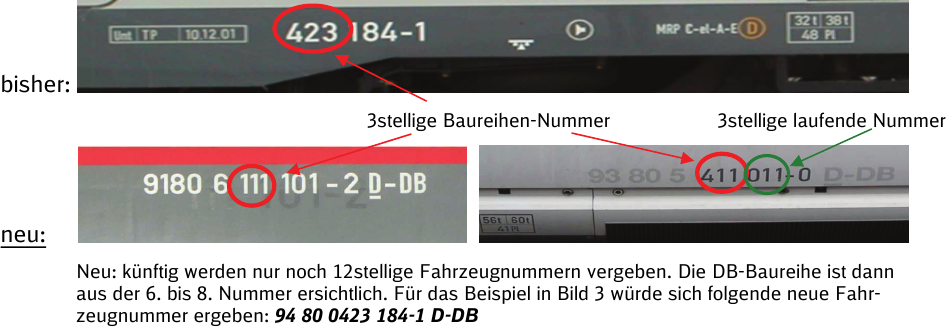 Unt TP 10.12.01 423 184-1 MRP C-el-A-E D 32t 38t
48 Pl
bisher:
3stellige Baureihen-Nummer 3stellige laufende Nummer
9180 6 111 101-2 D-DB
93 80 5 411 011-0 D-DB
56t 60t
41Pl
neu:
Neu: künftig werden nur noch 12stellige Fahrzeugnummern vergeben. Die DB-Baureihe ist dann
aus der 6. bis 8. Nummer ersichtlich. Für das Beispiel in Bild 3 würde sich folgende neue Fahr-
zeugnummer ergeben: 94 80 0423 184-1 D-DB